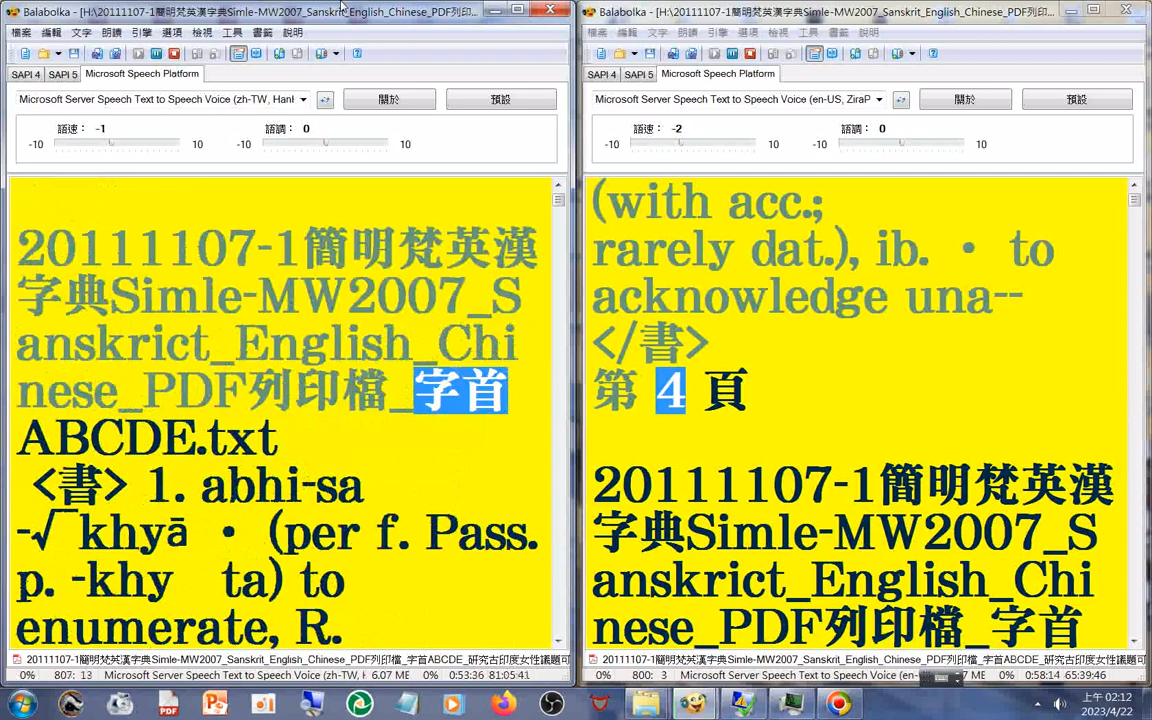 Balabolka - [H:\20111107-1簡明梵英漢字典Simle-MW2007_Sanskrit_English_Chinese_PDF列印...
檔案 編輯 文字 朗讀 引擎 選項 檢視 工具 書籤 說明
SAPI 4 SAPI 5 Microsoft Speech Platform
Microsoft Server Speech Text to Speech Voice (zh-TW, Hanl
關於 預設
語速： -1 語調： 0
-10 10 -10 10
20111107-1簡明梵英漢
字典Simle-MW2007_S
anskrict_English_Chi
nese_PDF列印檔_字首
ABCDE.txt
<書> 1. abhi-sa
-√‾khyā • (per f. Pass.
p. -khy ta) to
enumerate, R.
20111107-1簡明梵英漢字典Simle-MW2007_Sanskrit_English_Chinese_PDF列印檔_字首ABCDE_研究古印度女性議題可
0% 807: 13 Microsoft Server Speech Text to Speech Voice (zh-TW, H 6.07 MB 0% 0:53:36 81:05:41
Balabolka - [H:\20111107-1簡明梵英漢字典Simle-MW2007_Sanskrit_English_Chinese_PDF列印...
檔案 編輯 文字 朗讀 引擎 選項 檢視 工具 書籤 說明
SAPI 4 SAPI 5 Microsoft Speech Platform
Microsoft Server Speech Text to Speech Voice (en-US, ZiraP
關於 預設
語速： -2 語調： 0
-10 10 -10 10
(with acc.;
rarely dat.), ib. • to
acknowledge una--
</書>
第 4 頁
20111107-1簡明梵英漢
字典Simle-MW2007_S
anskrict_English_Chi
nese_PDF列印檔_字首
20111107-1簡明梵英漢字典Simle-MW2007_Sanskrit_English_Chinese_PDF列印檔_字首ABCDE_研究古印度女性議題可
0% 800: 3 Microsoft Server Speech Text to Speech Voice (en-US, Z 6.07 MB 0% 0:58:14 65:39:46
上午 02:12
2023/4/22